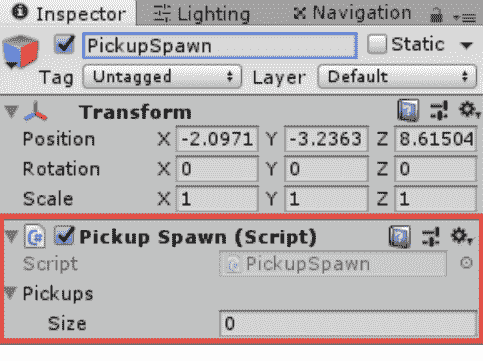 Inspector Lighting Navigation
PickupSpawn Static
Tag Untagged Layer Default
Transform
Position X -2.0971 Y -3.2363 Z 8.61504
Rotation X 0 Y 0 Z 0
Scale X 1 Y 1 Z 1
Pickup Spawn (Script)
Script PickupSpawn
Pickups
Size 0